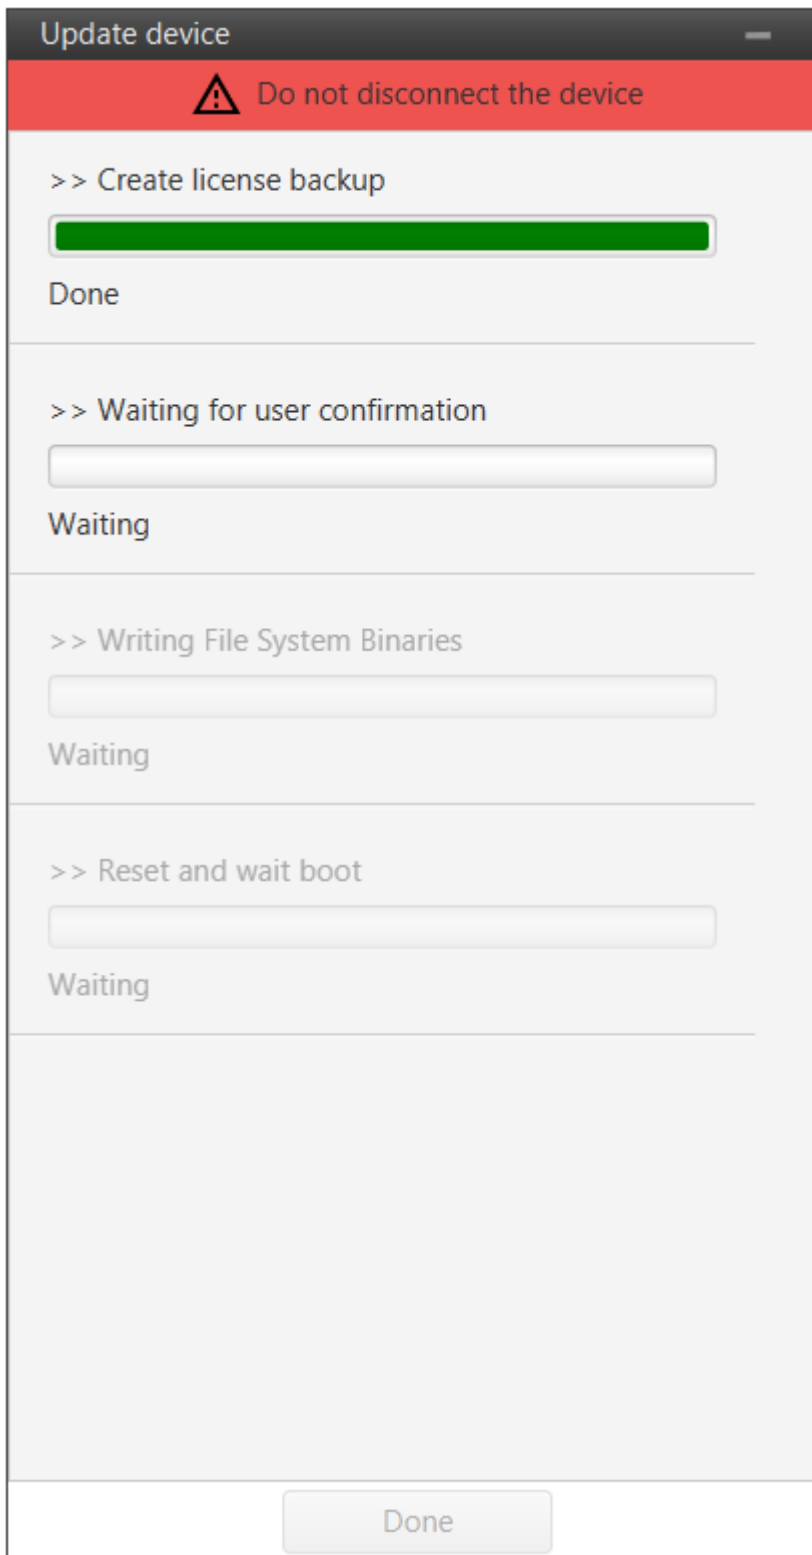 Update device
Do not disconnect the device
>> Create license backup
Done
>> Waiting for user confirmation
Waiting
>> Writing File System Binaries
Waiting
>> Reset and wait boot
Waiting
Done